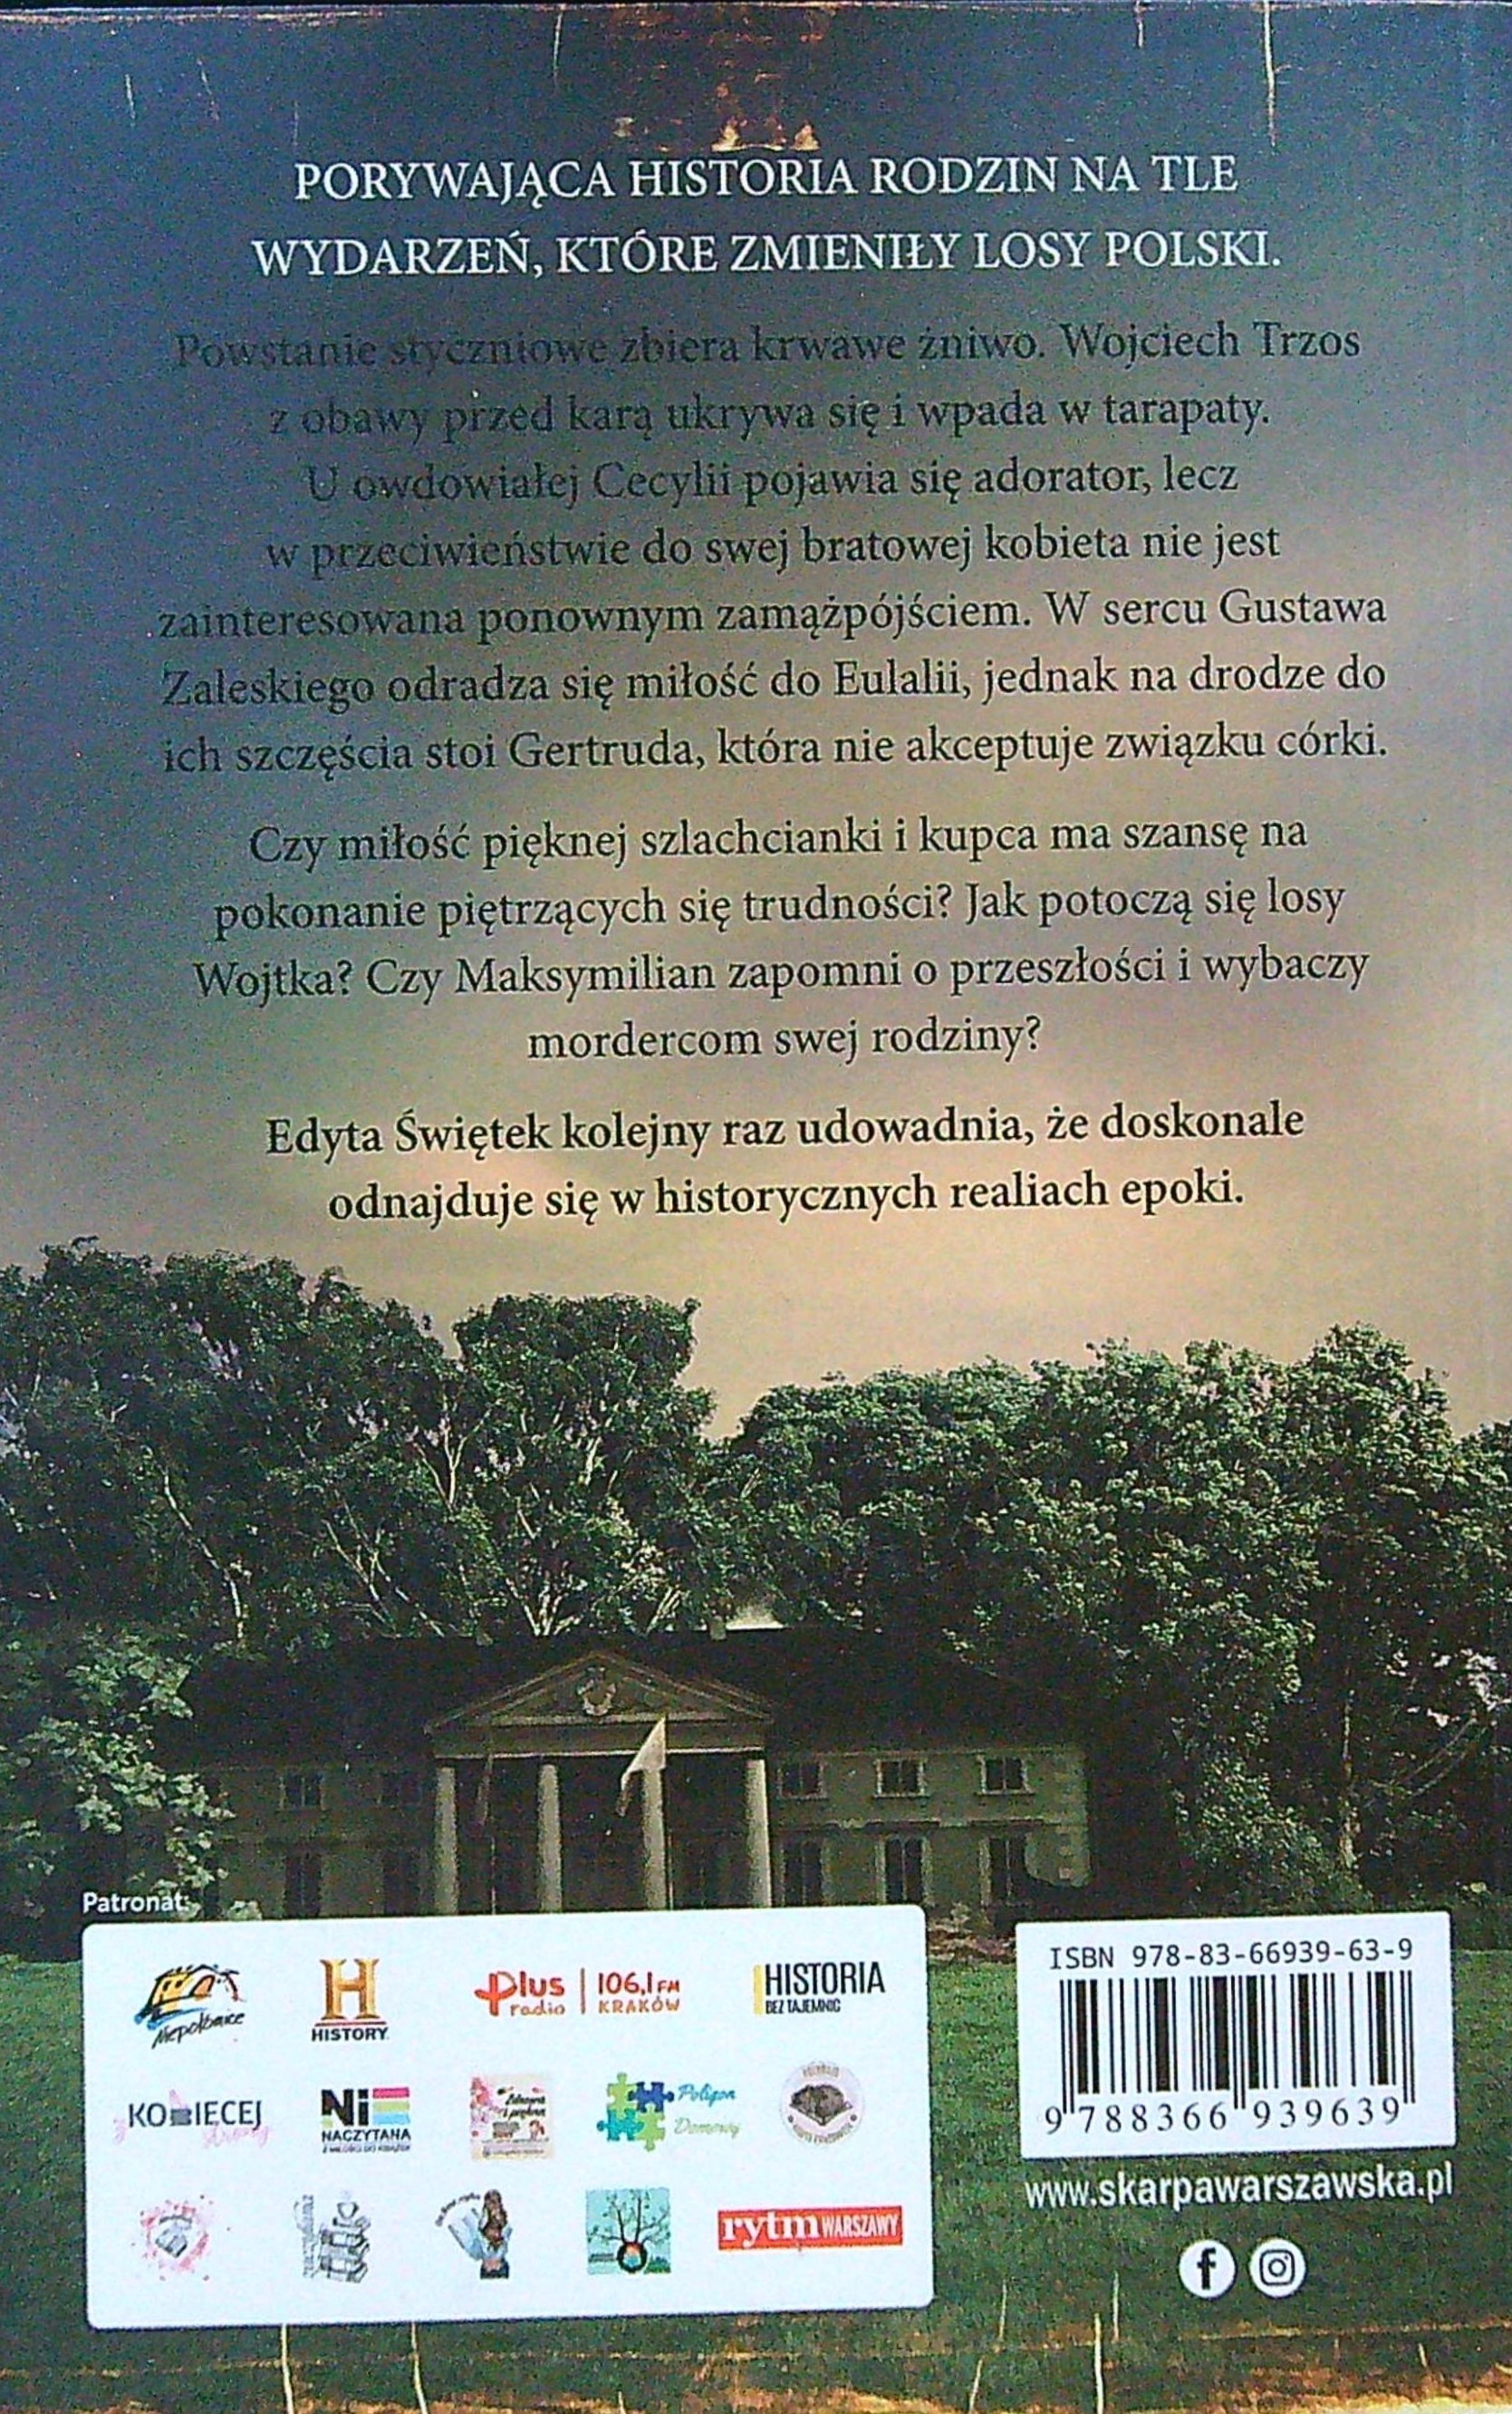 PORYWAJĄCA HISTORIA RODZIN NA TLE
WYDARZEŃ, KTÓRE ZMIENIŁY LOSY POLSKI.
Powstanie styczniowe zbiera krwawe żniwo. Wojciech Trzos
z obawy przed karą ukrywa się i wpada w tarapaty.
U owdowiałej Cecylii pojawia się adorator, lecz
w przeciwieństwie do swej bratowej kobieta nie jest
zainteresowana ponownym zamążpójściem. W sercu Gustawa
Zaleskiego odradza się miłość do Eulalii, jednak na drodze do
ich szczęścia stoi Gertruda, która nie akceptuje związku córki.
Czy miłość pięknej szlachcianki i kupca ma szansę na
pokonanie piętrzących się trudności? Jak potoczą się losy
Wojtka? Czy Maksymilian zapomni o przeszłości i wybaczy
mordercom swej rodziny?
Edyta Świętek kolejny raz udowadnia, że doskonale
odnajduje się w historycznych realiach epoki.
Patronat:
Niepołomice
H
HISTORY
Plus radio 106,1 FM KRAKÓW
HISTORIA
BEZ TAJEMNIC
KOBIECEJ
Ni
NACZYTANA
Poligon
Domowy
rytm WARSZAWY
ISBN 978-83-66939-63-9
9 788366 939639
www.skarpawarszawska.pl